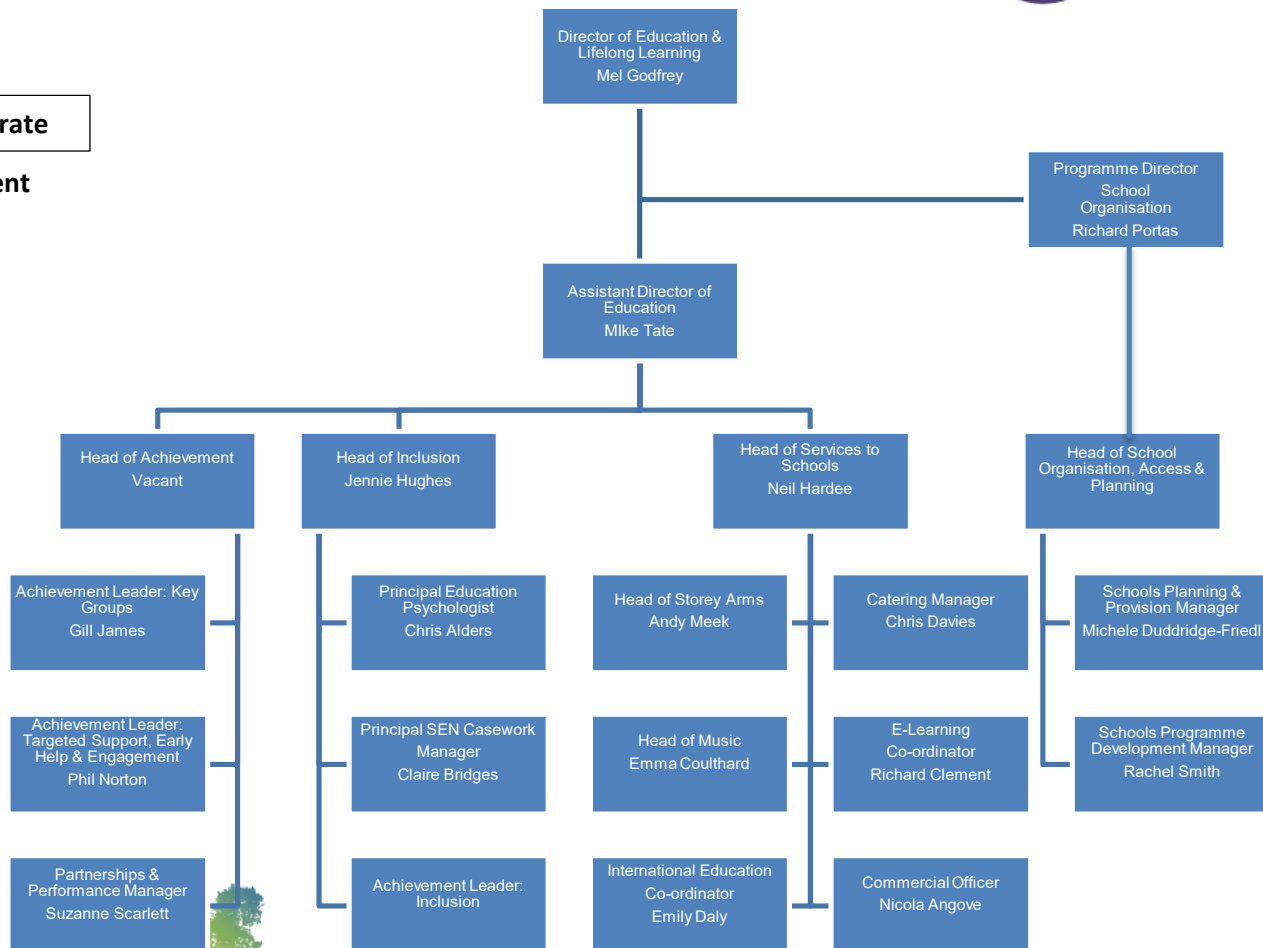 Director of Education &
Lifelong Learning
Mel Godfrey
rate
ent
Programme Director
School
Organisation
Richard Portas
Assistant Director of
Education
MIke Tate
Head of Achievement
Vacant
Head of Inclusion
Jennie Hughes
Head of Services to
Schools
Neil Hardee
Head of School
Organisation, Access &
Planning
Achievement Leader: Key
Groups
Gill James
Principal Education
Psychologist
Chris Alders
Head of Storey Arms
Andy Meek
Catering Manager
Chris Davies
Schools Planning &
Provision Manager
Michele Duddridge-Friedl
Achievement Leader:
Targeted Support, Early
Help & Engagement
Phil Norton
Principal SEN Casework
Manager
Claire Bridges
Head of Music
Emma Coulthard
E-Learning
Co-ordinator
Richard Clement
Schools Programme
Development Manager
Rachel Smith
Partnerships &
Performance Manager
Suzanne Scarlett
Achievement Leader:
Inclusion
International Education
Co-ordinator
Emily Daly
Commercial Officer
Nicola Angove